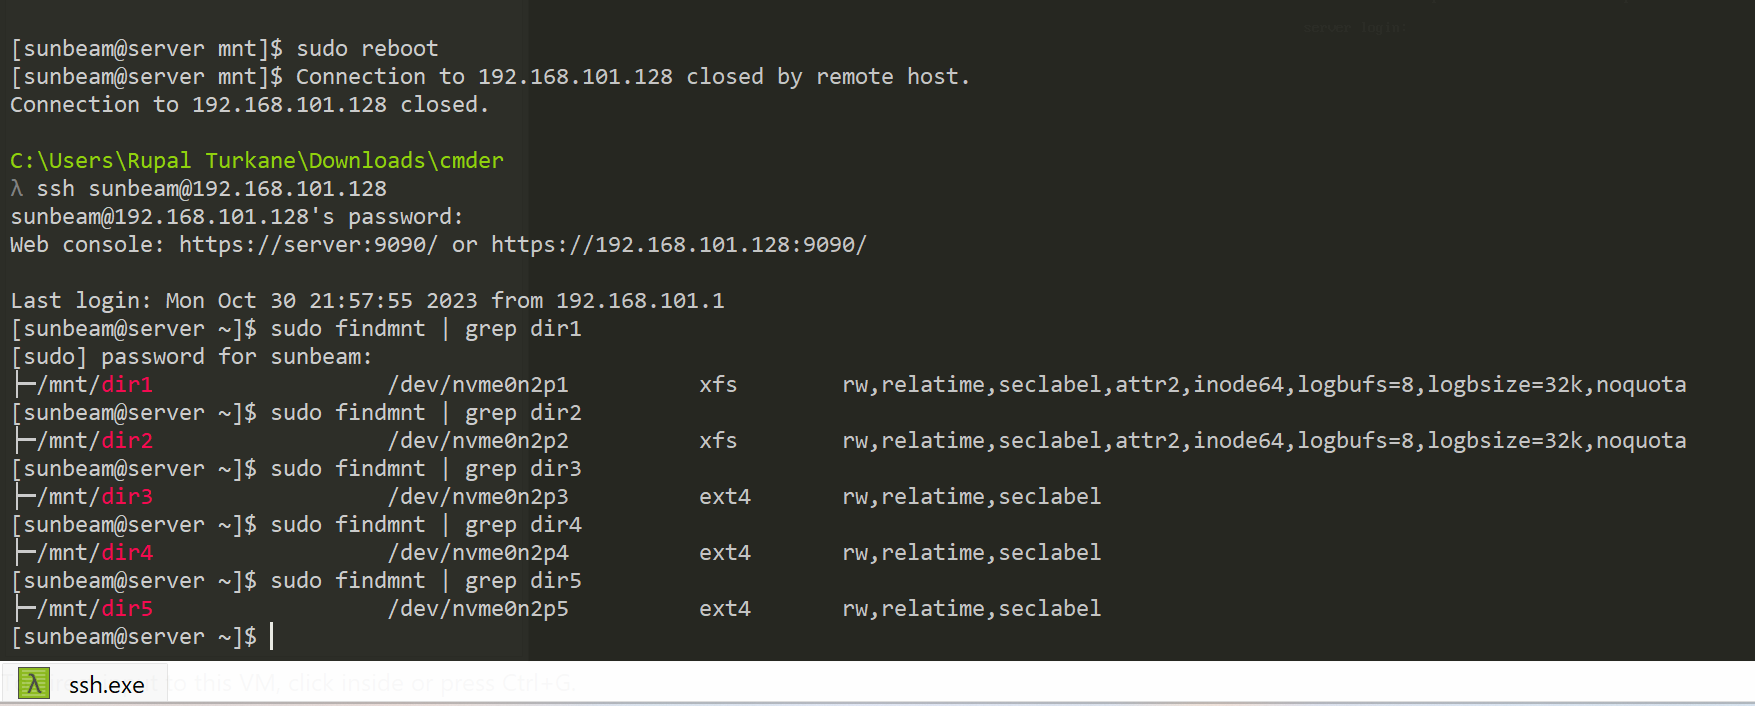 server login:
[sunbeam@server mnt]$ sudo reboot
[sunbeam@server mnt]$ Connection to 192.168.101.128 closed by remote host.
Connection to 192.168.101.128 closed.
C:\Users\Rupal Turkane\Downloads\cmder
λ ssh sunbeam@192.168.101.128
sunbeam@192.168.101.128's password:
Web console: https://server:9090/ or https://192.168.101.128:9090/
Last login: Mon Oct 30 21:57:55 2023 from 192.168.101.1
[sunbeam@server ~]$ sudo findmnt | grep dir1
[sudo] password for sunbeam:
├─/mnt/dir1 /dev/nvme0n2p1 xfs rw,relatime,seclabel,attr2,inode64,logbufs=8,logbsize=32k,noquota
[sunbeam@server ~]$ sudo findmnt | grep dir2
├─/mnt/dir2 /dev/nvme0n2p2 xfs rw,relatime,seclabel,attr2,inode64,logbufs=8,logbsize=32k,noquota
[sunbeam@server ~]$ sudo findmnt | grep dir3
├─/mnt/dir3 /dev/nvme0n2p3 ext4 rw,relatime,seclabel
[sunbeam@server ~]$ sudo findmnt | grep dir4
├─/mnt/dir4 /dev/nvme0n2p4 ext4 rw,relatime,seclabel
[sunbeam@server ~]$ sudo findmnt | grep dir5
├─/mnt/dir5 /dev/nvme0n2p5 ext4 rw,relatime,seclabel
[sunbeam@server ~]$
λ ssh.exe to this VM, click inside or press Ctrl+G.